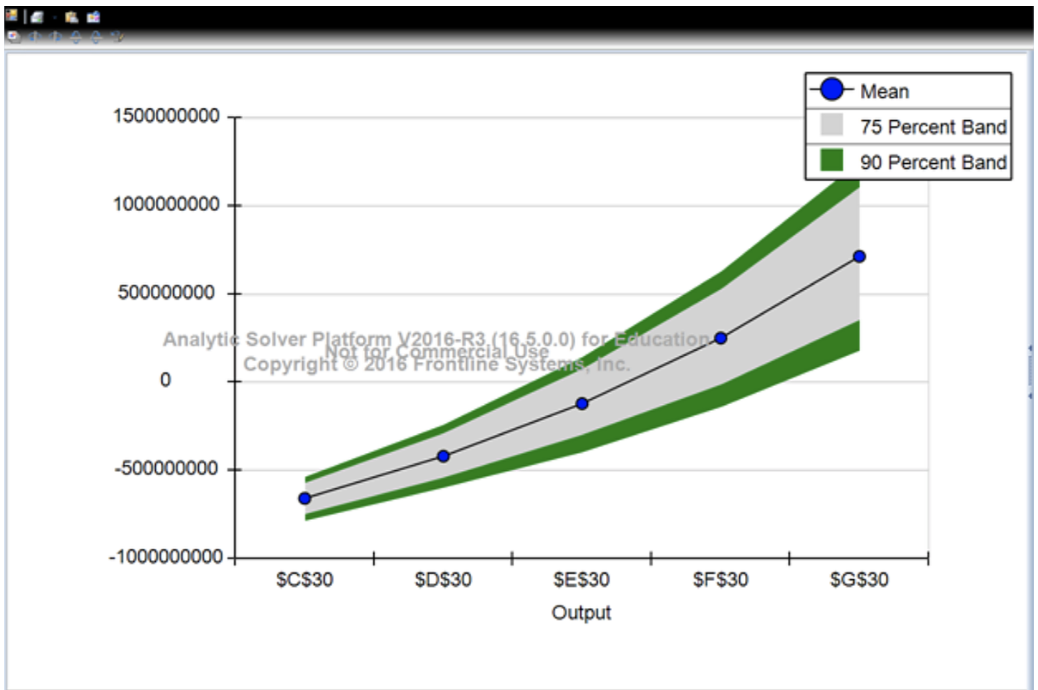 Mean
75 Percent Band
90 Percent Band
1500000000
1000000000
500000000
0
-500000000
-1000000000
Analytic Solver Platform V2016-R3 (16.5.0.0) for Education
Not for Commercial Use
Copyright © 2016 Frontline Systems, Inc.
$C$30 $D$30 $E$30 $F$30 $G$30
Output